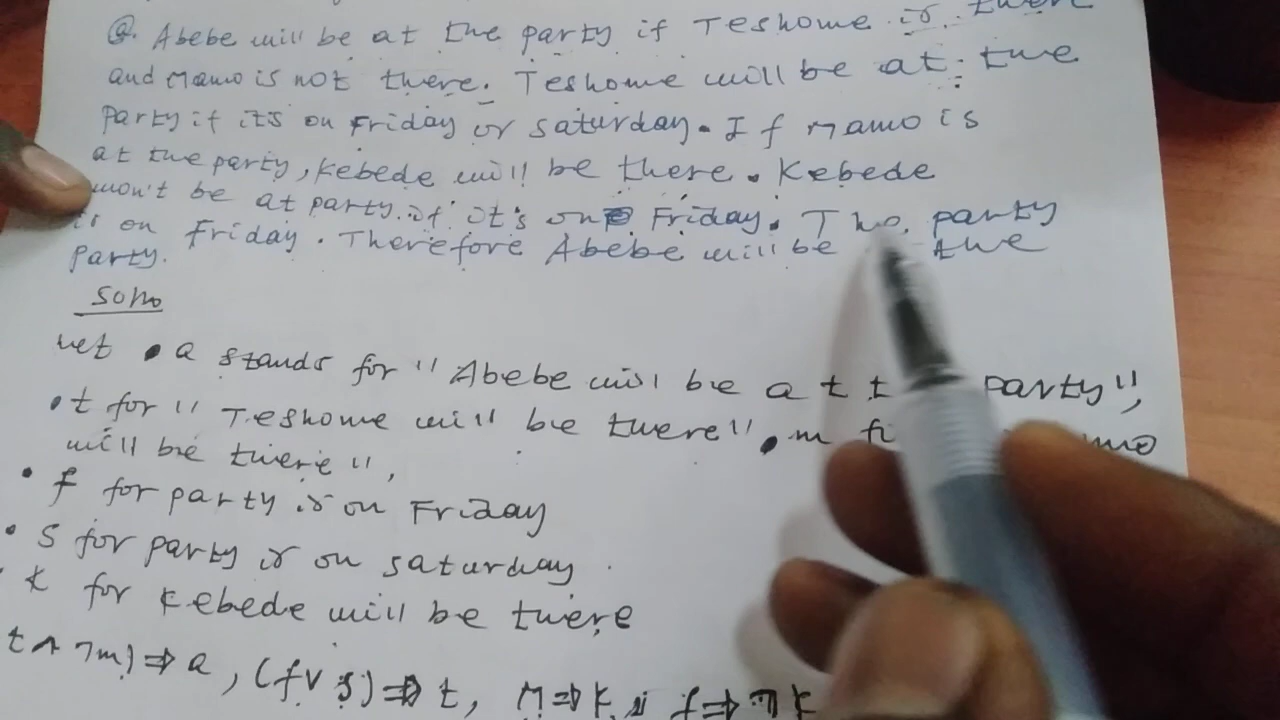 Q. Abebe will be at the party if Teshome is there
and Mamo is not there. Teshome will be at the
party if it's on Friday or Saturday. If Mamo is
at the party, Kebede will be there. Kebede
won't be at party if it's on Friday. The party
is on Friday. Therefore Abebe will be the
party.
Soln
Let • a stands for "Abebe will be at t party",
• t for "Teshome will be there", • m
will be there",
• f for party is on Friday
• S for party is on Saturday
• K for Kebede will be there
t ∧ ¬m) ⇒ a, (f ∨ s) ⇒ t, M ⇒ K, f ⇒ ¬K